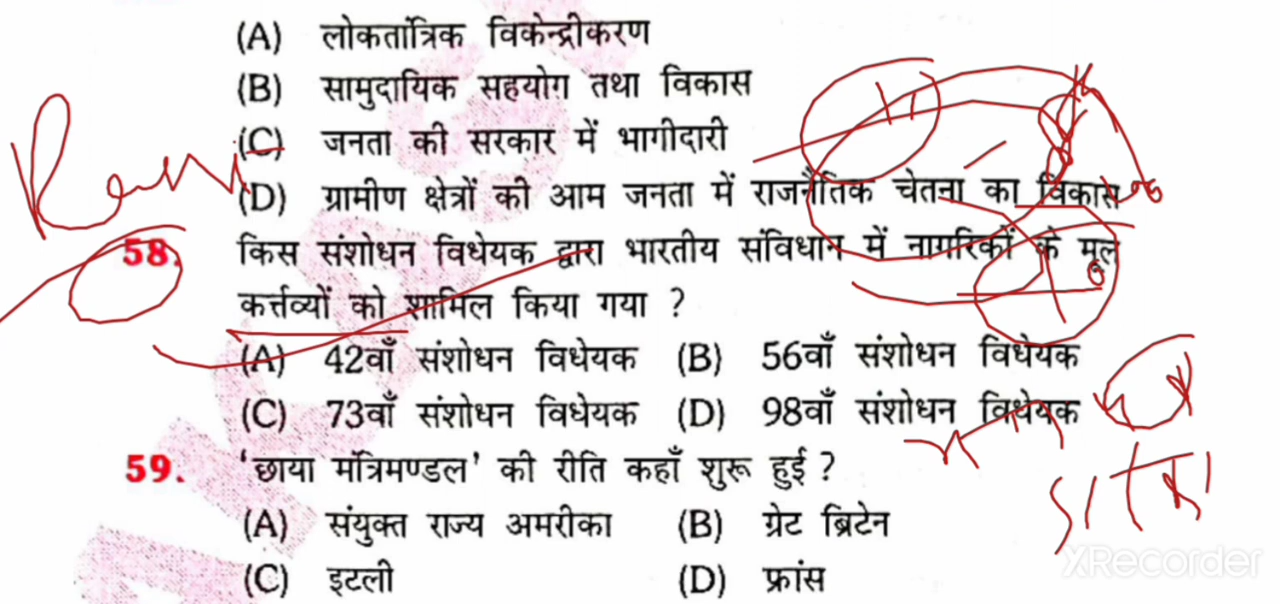 (A) लोकतांत्रिक विकेन्द्रीकरण
(B) सामुदायिक सहयोग तथा विकास
(C) जनता की सरकार में भागीदारी
(D) ग्रामीण क्षेत्रों की आम जनता में राजनैतिक चेतना का विकास
58. किस संशोधन विधेयक द्वारा भारतीय संविधान में नागरिकों के मूल
कर्त्तव्यों को शामिल किया गया ?
(A) 42वाँ संशोधन विधेयक (B) 56वाँ संशोधन विधेयक
(C) 73वाँ संशोधन विधेयक (D) 98वाँ संशोधन विधेयक
59. 'छाया मंत्रिमण्डल' की रीति कहाँ शुरू हुई ?
(A) संयुक्त राज्य अमरीका (B) ग्रेट ब्रिटेन
(C) इटली (D) फ्रांस
XRecorder